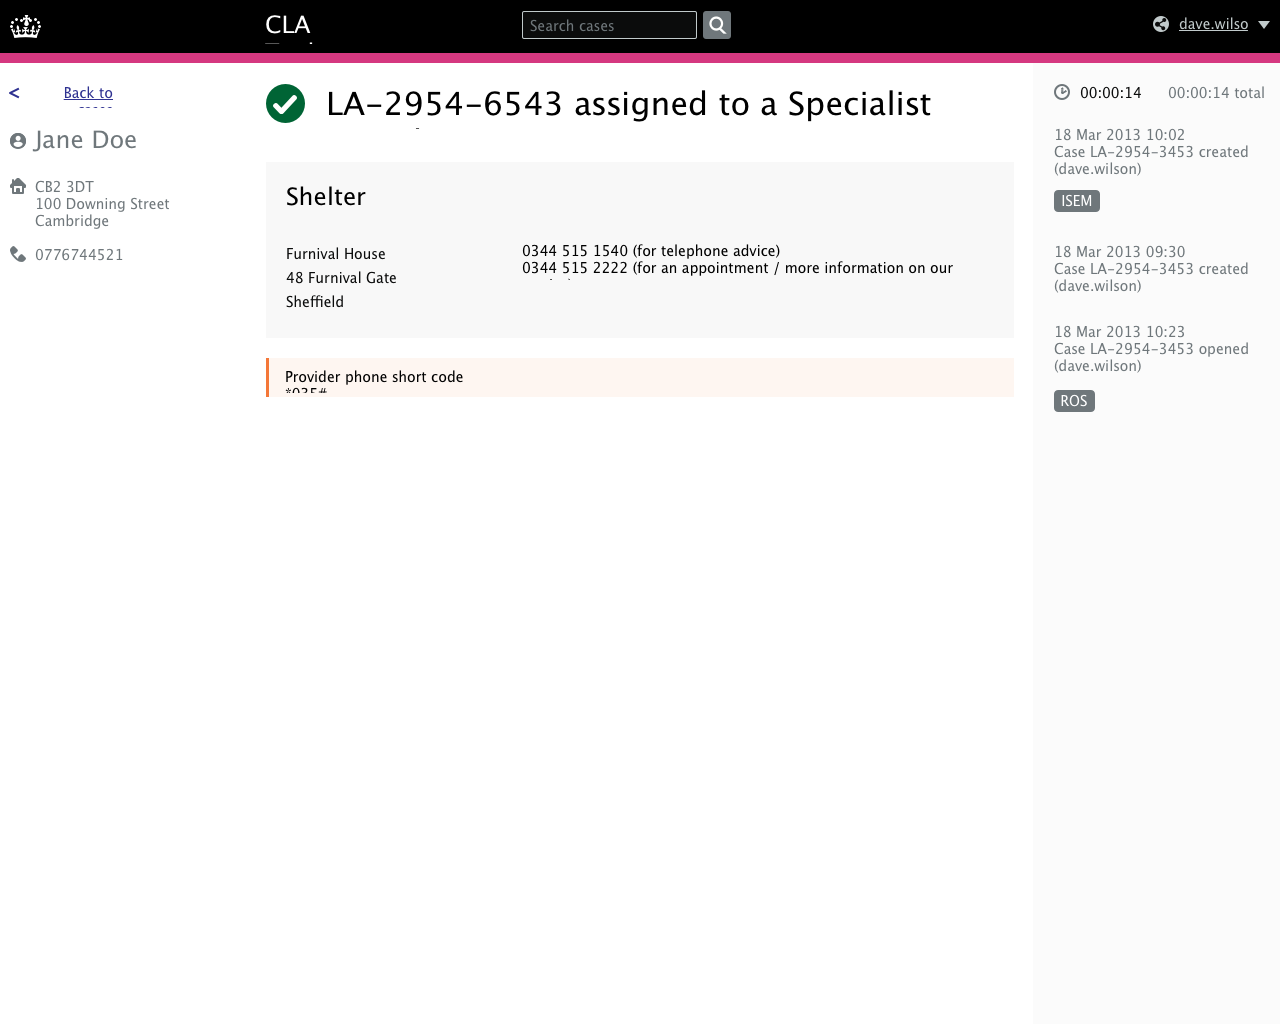 CLA
Search cases
dave.wilso
< Back to
Jane Doe
CB2 3DT
100 Downing Street
Cambridge
0776744521
LA-2954-6543 assigned to a Specialist
Shelter
Furnival House
48 Furnival Gate
Sheffield
0344 515 1540 (for telephone advice)
0344 515 2222 (for an appointment / more information on our
Provider phone short code
00:00:14 00:00:14 total
18 Mar 2013 10:02
Case LA-2954-3453 created
(dave.wilson)
ISEM
18 Mar 2013 09:30
Case LA-2954-3453 created
(dave.wilson)
18 Mar 2013 10:23
Case LA-2954-3453 opened
(dave.wilson)
ROS